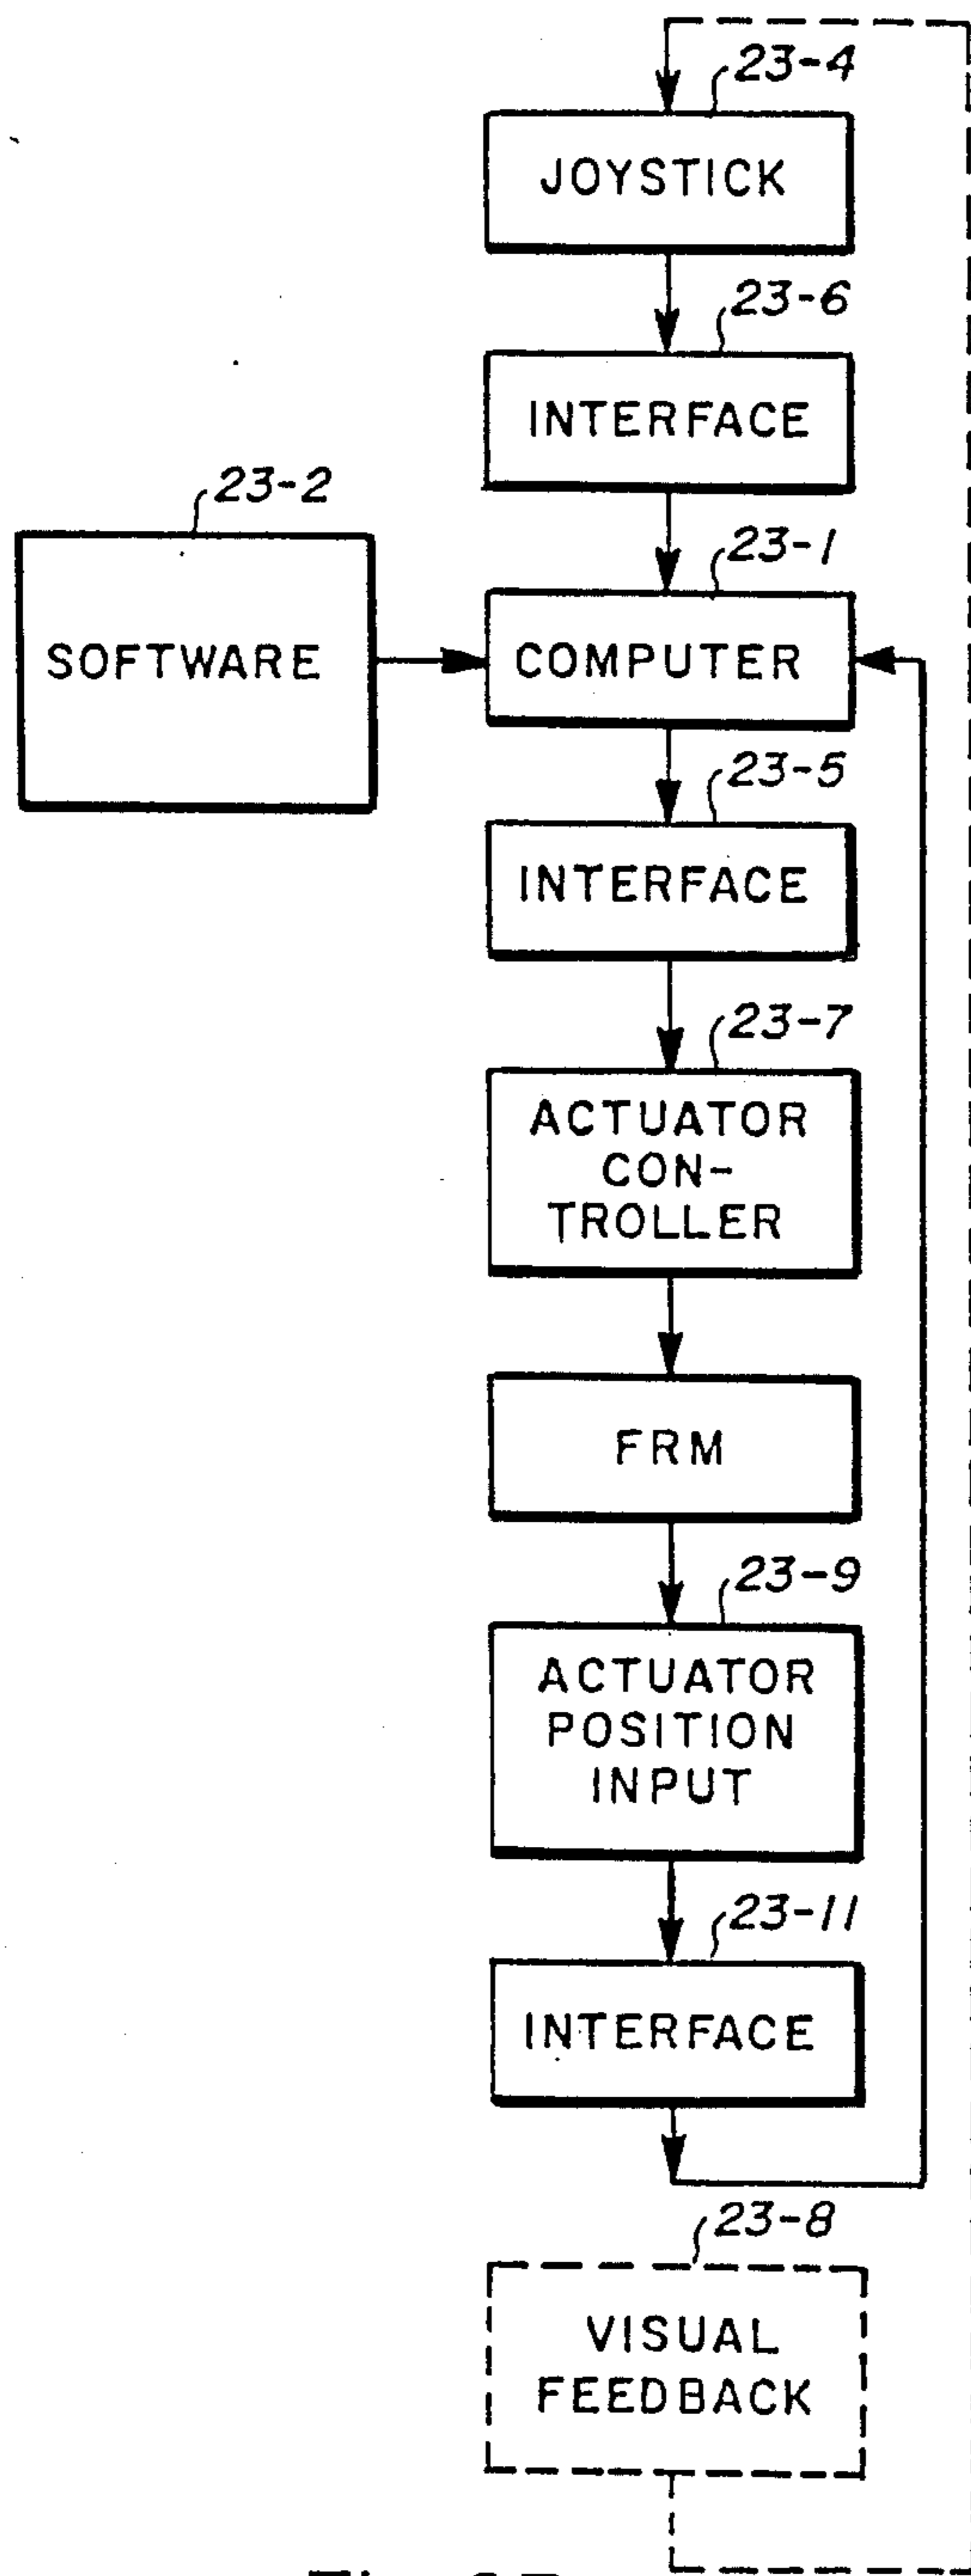 23-4
JOYSTICK
23-6
INTERFACE
23-2
SOFTWARE
23-1
COMPUTER
23-5
INTERFACE
23-7
ACTUATOR
CON-
TROLLER
FRM
23-9
ACTUATOR
POSITION
INPUT
23-11
INTERFACE
23-8
VISUAL
FEEDBACK